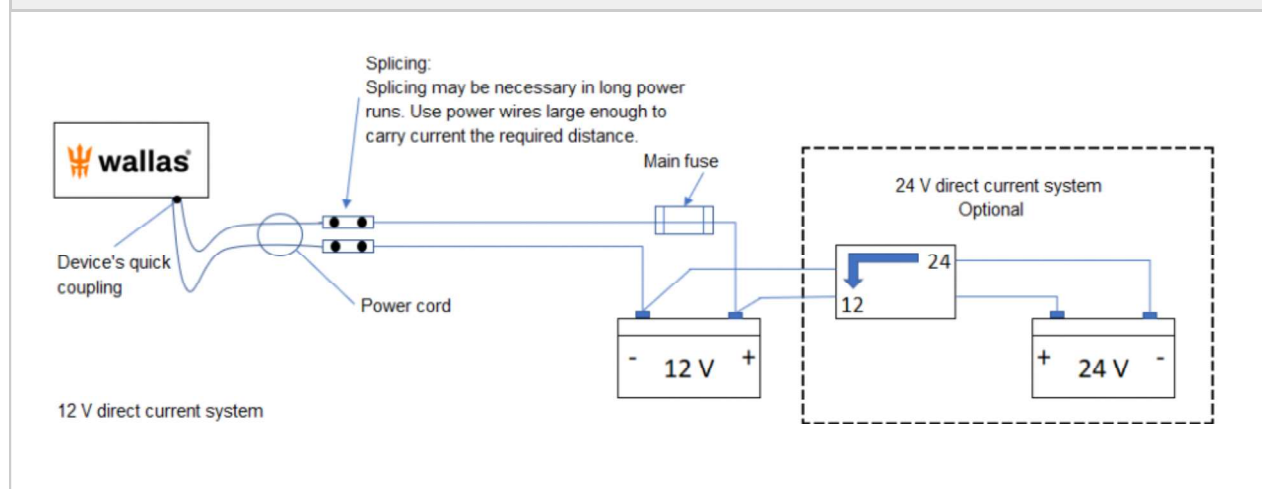 Splicing:
Splicing may be necessary in long power
runs. Use power wires large enough to
carry current the required distance.
wallas
Main fuse
24 V direct current system
Optional
Device's quick
coupling
Power cord
24
12
- 12 V +
+ 24 V -
12 V direct current system